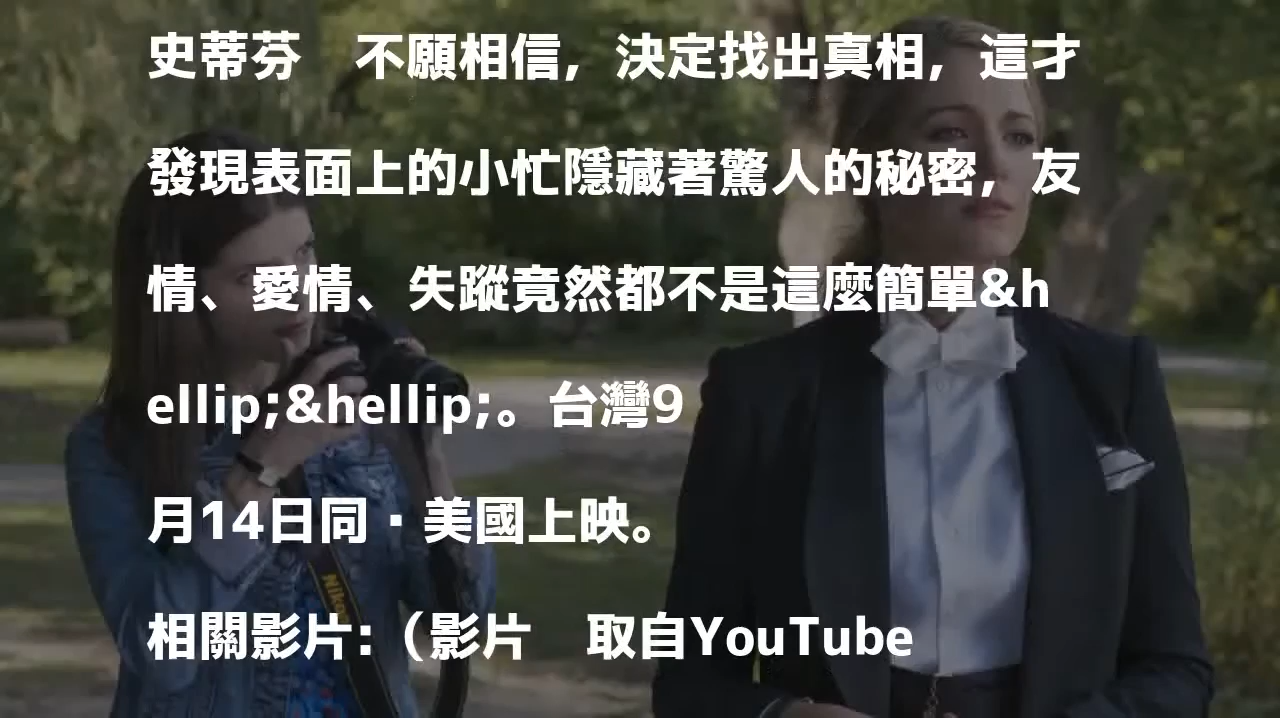 史蒂芬　不願相信，決定找出真相，這才
發現表面上的小忙隱藏著驚人的秘密，友
情、愛情、失蹤竟然都不是這麼簡單&h
ellip;&hellip;。台灣9
月14日同·美國上映。
相關影片:（影片　取自YouTube
Nikon